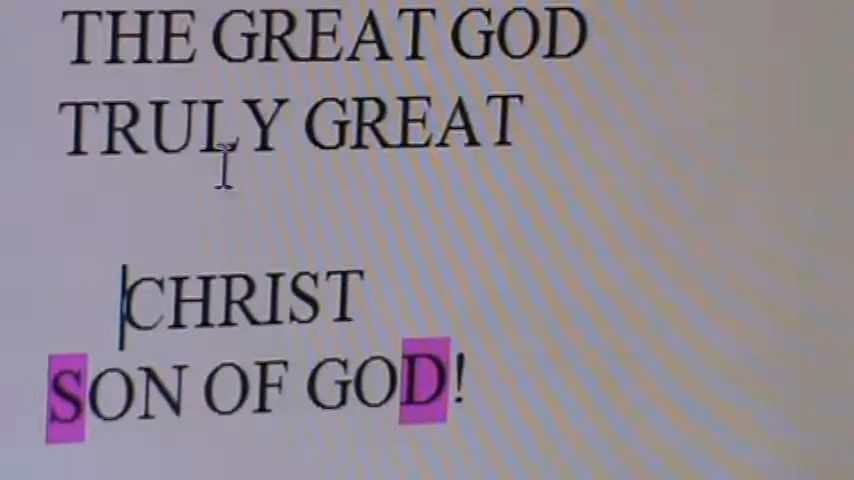 THE GREAT GOD
TRULY GREAT
CHRIST
SON OF GOD!